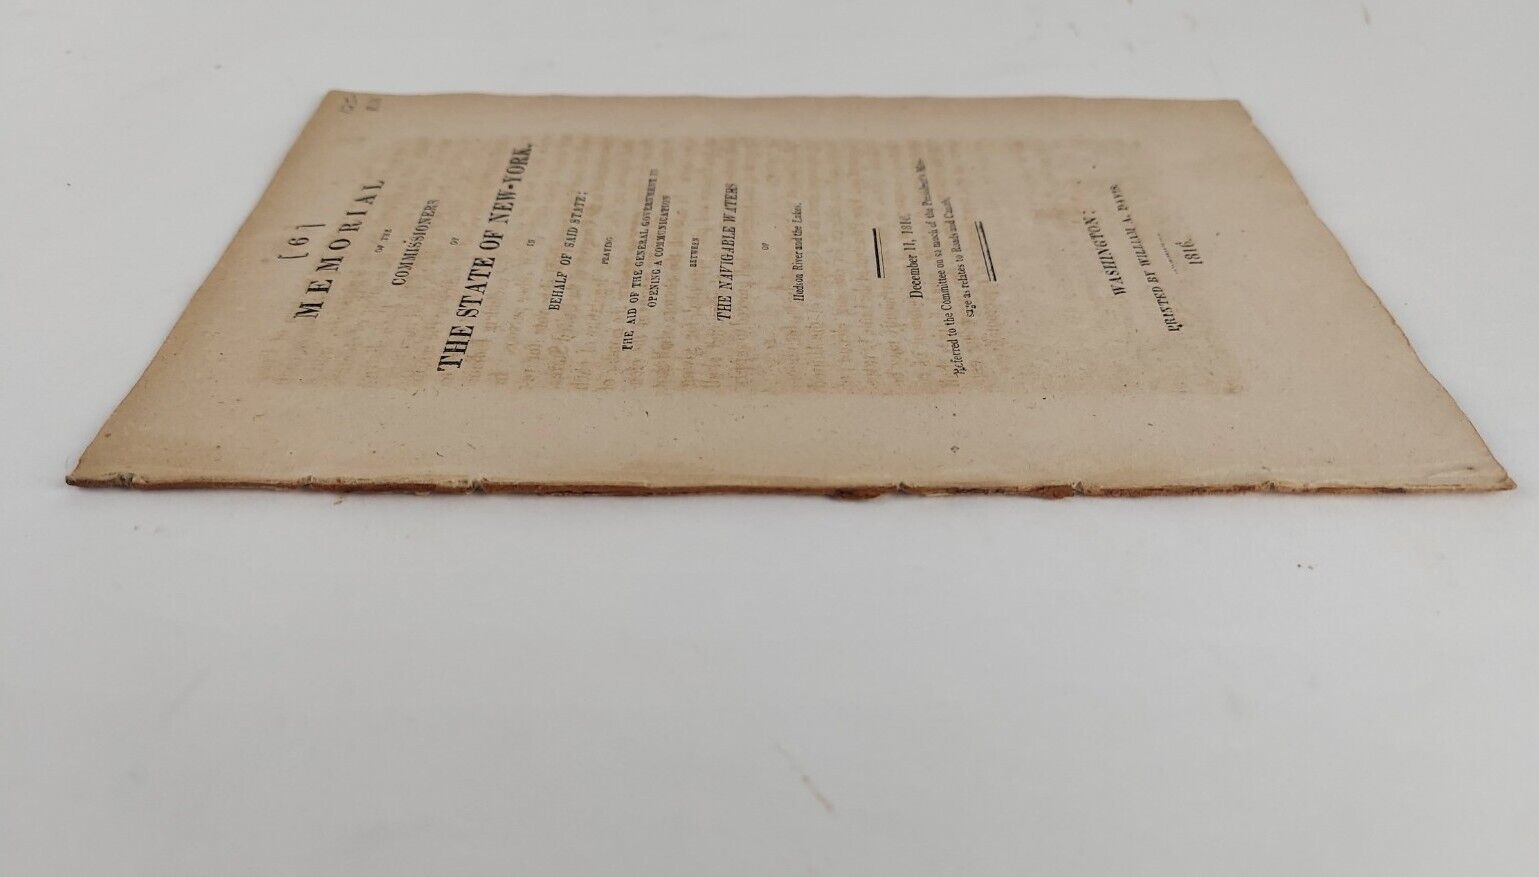 [ 6 ]
MEMORIAL
OF THE
COMMISSIONERS
OF
THE STATE OF NEW-YORK.
IN
BEHALF OF SAID STATE;
PRAYING
THE AID OF THE GENERAL GOVERNMENT IN
OPENING A COMMUNICATION
BETWEEN
THE NAVIGABLE WATERS
OF
Hudson River and the Lakes.
December 11, 1816.
Referred to the Committee on so much of the President's Mes-
sage as relates to Roads and Canals.
WASHINGTON:
PRINTED BY WILLIAM A. DAVIS.
1816.